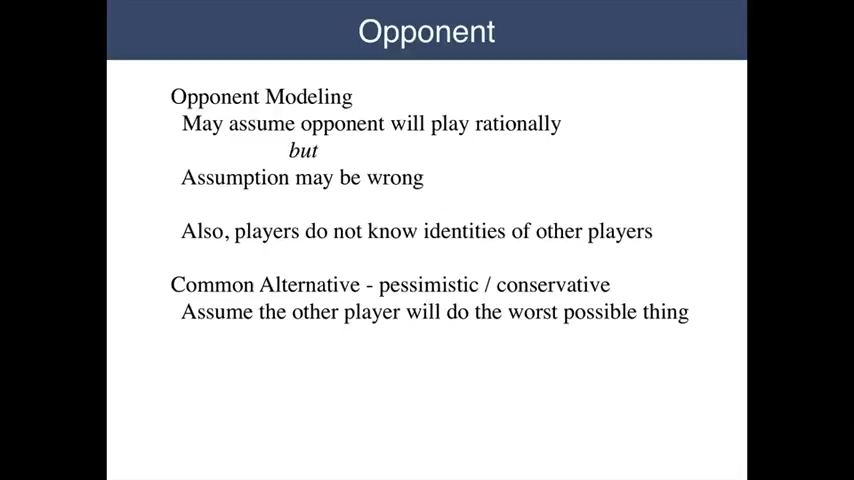 Opponent
Opponent Modeling
May assume opponent will play rationally
but
Assumption may be wrong
Also, players do not know identities of other players
Common Alternative - pessimistic / conservative
Assume the other player will do the worst possible thing